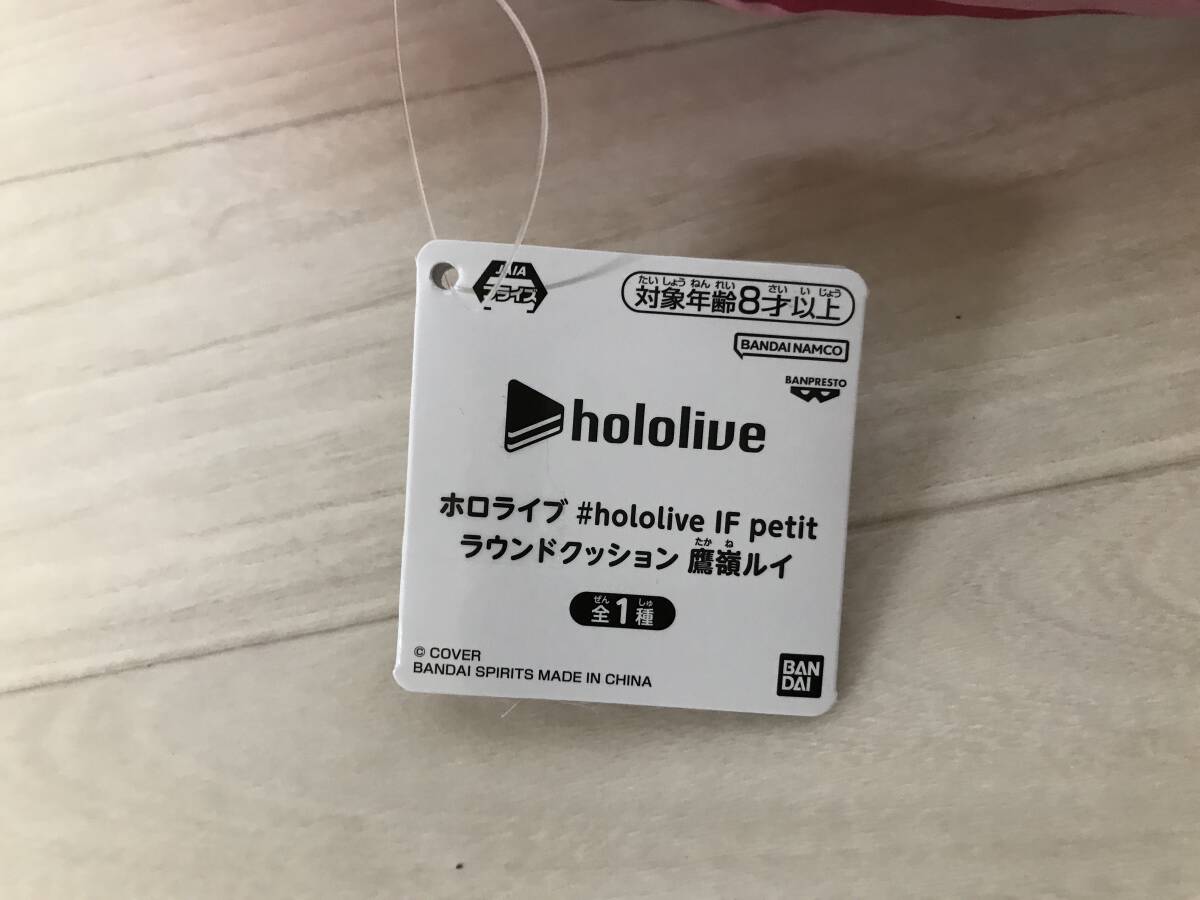 JAIA
プライズ
たいしょうねんれい さいいじょう
対象年齢8才以上
BANDAI NAMCO
BANPRESTO
hololive
ホロライブ #hololive IF petit
たかね
ラウンドクッション 鷹嶺ルイ
ぜん しゅ
全1種
© COVER
BANDAI SPIRITS MADE IN CHINA
BAN
DAI